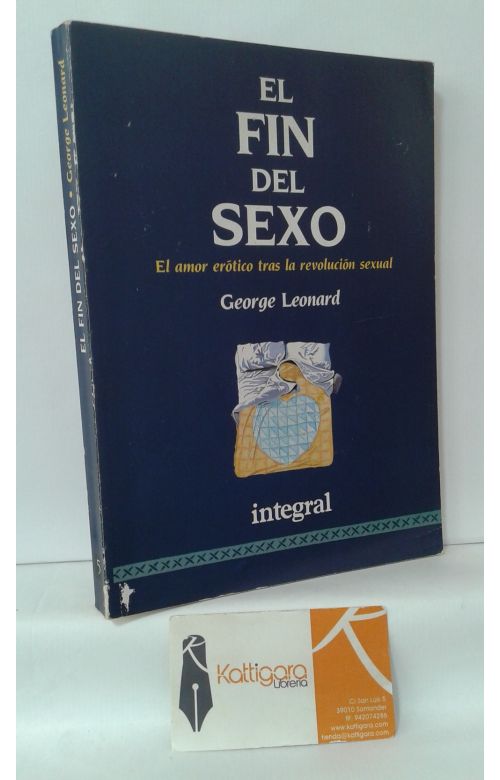 EL
FIN
DEL
SEXO
El amor erótico tras la revolución sexual
George Leonard
integral
EL FIN DEL SEXO • George Leonard
Kattigara
Librería
C/ San Luis 5
39010 Santander
tlf. 942074286
www.kattigara.com
tienda@kattigara.com